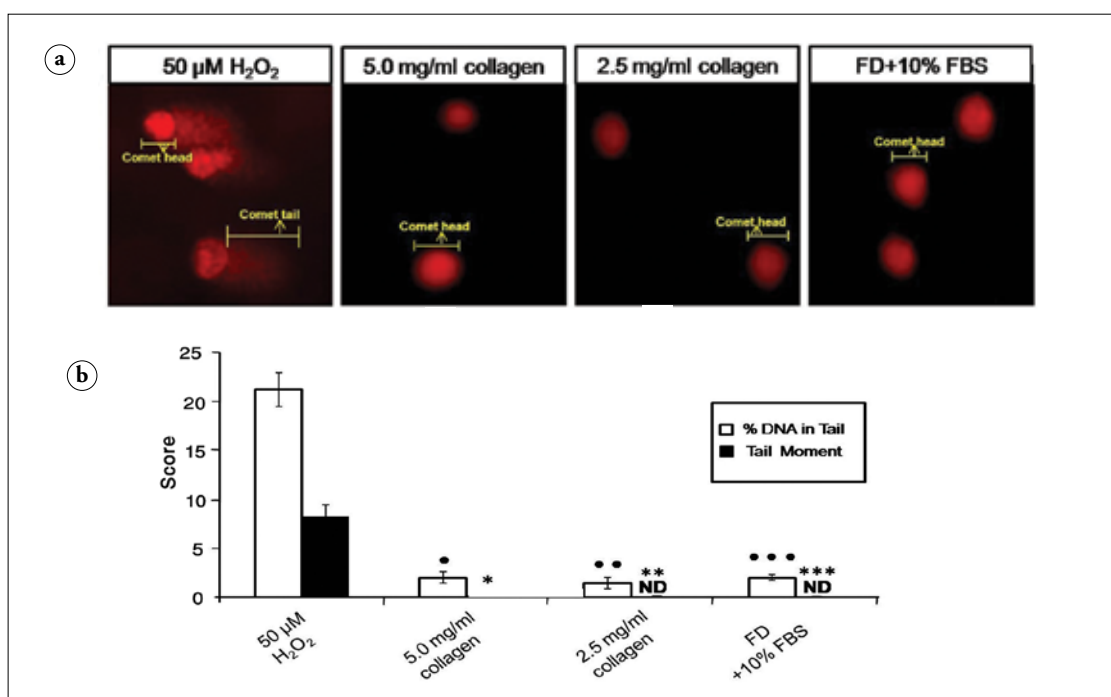 a
50 µM H₂O₂
5.0 mg/ml collagen
2.5 mg/ml collagen
FD+10% FBS
Comet head
Comet tail
Comet head
Comet head
Comet head
b
25
20
15
10
5
0
Score
% DNA in Tail
Tail Moment
•
*
• •
**
ND
• • •
***
ND
50 µM
H₂O₂
5.0 mg/ml
collagen
2.5 mg/ml
collagen
FD
+10% FBS